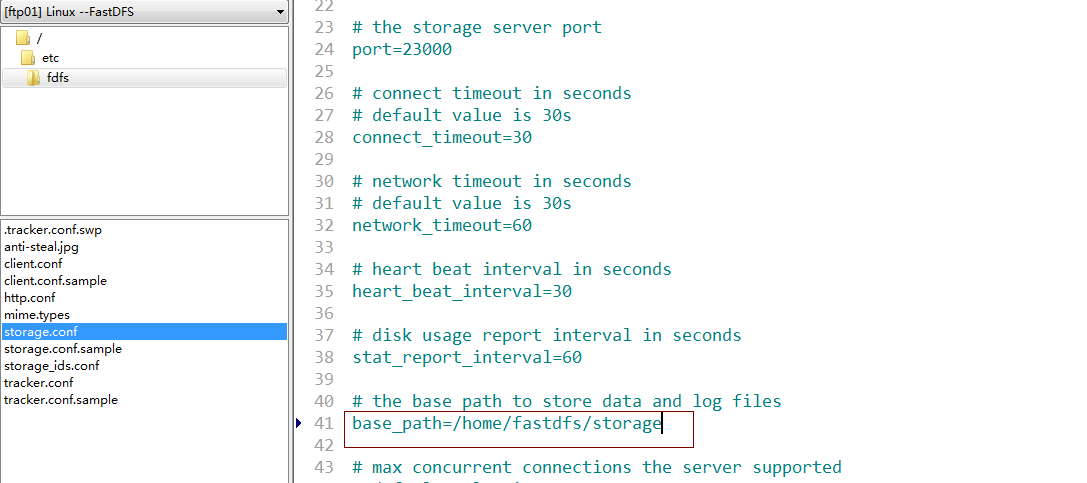 [ftp01] Linux --FastDFS
/
etc
fdfs
.tracker.conf.swp
anti-steal.jpg
client.conf
client.conf.sample
http.conf
mime.types
storage.conf
storage.conf.sample
storage_ids.conf
tracker.conf
tracker.conf.sample
22
23 # the storage server port
24 port=23000
25
26 # connect timeout in seconds
27 # default value is 30s
28 connect_timeout=30
29
30 # network timeout in seconds
31 # default value is 30s
32 network_timeout=60
33
34 # heart beat interval in seconds
35 heart_beat_interval=30
36
37 # disk usage report interval in seconds
38 stat_report_interval=60
39
40 # the base path to store data and log files
41 base_path=/home/fastdfs/storage
42
43 # max concurrent connections the server supported